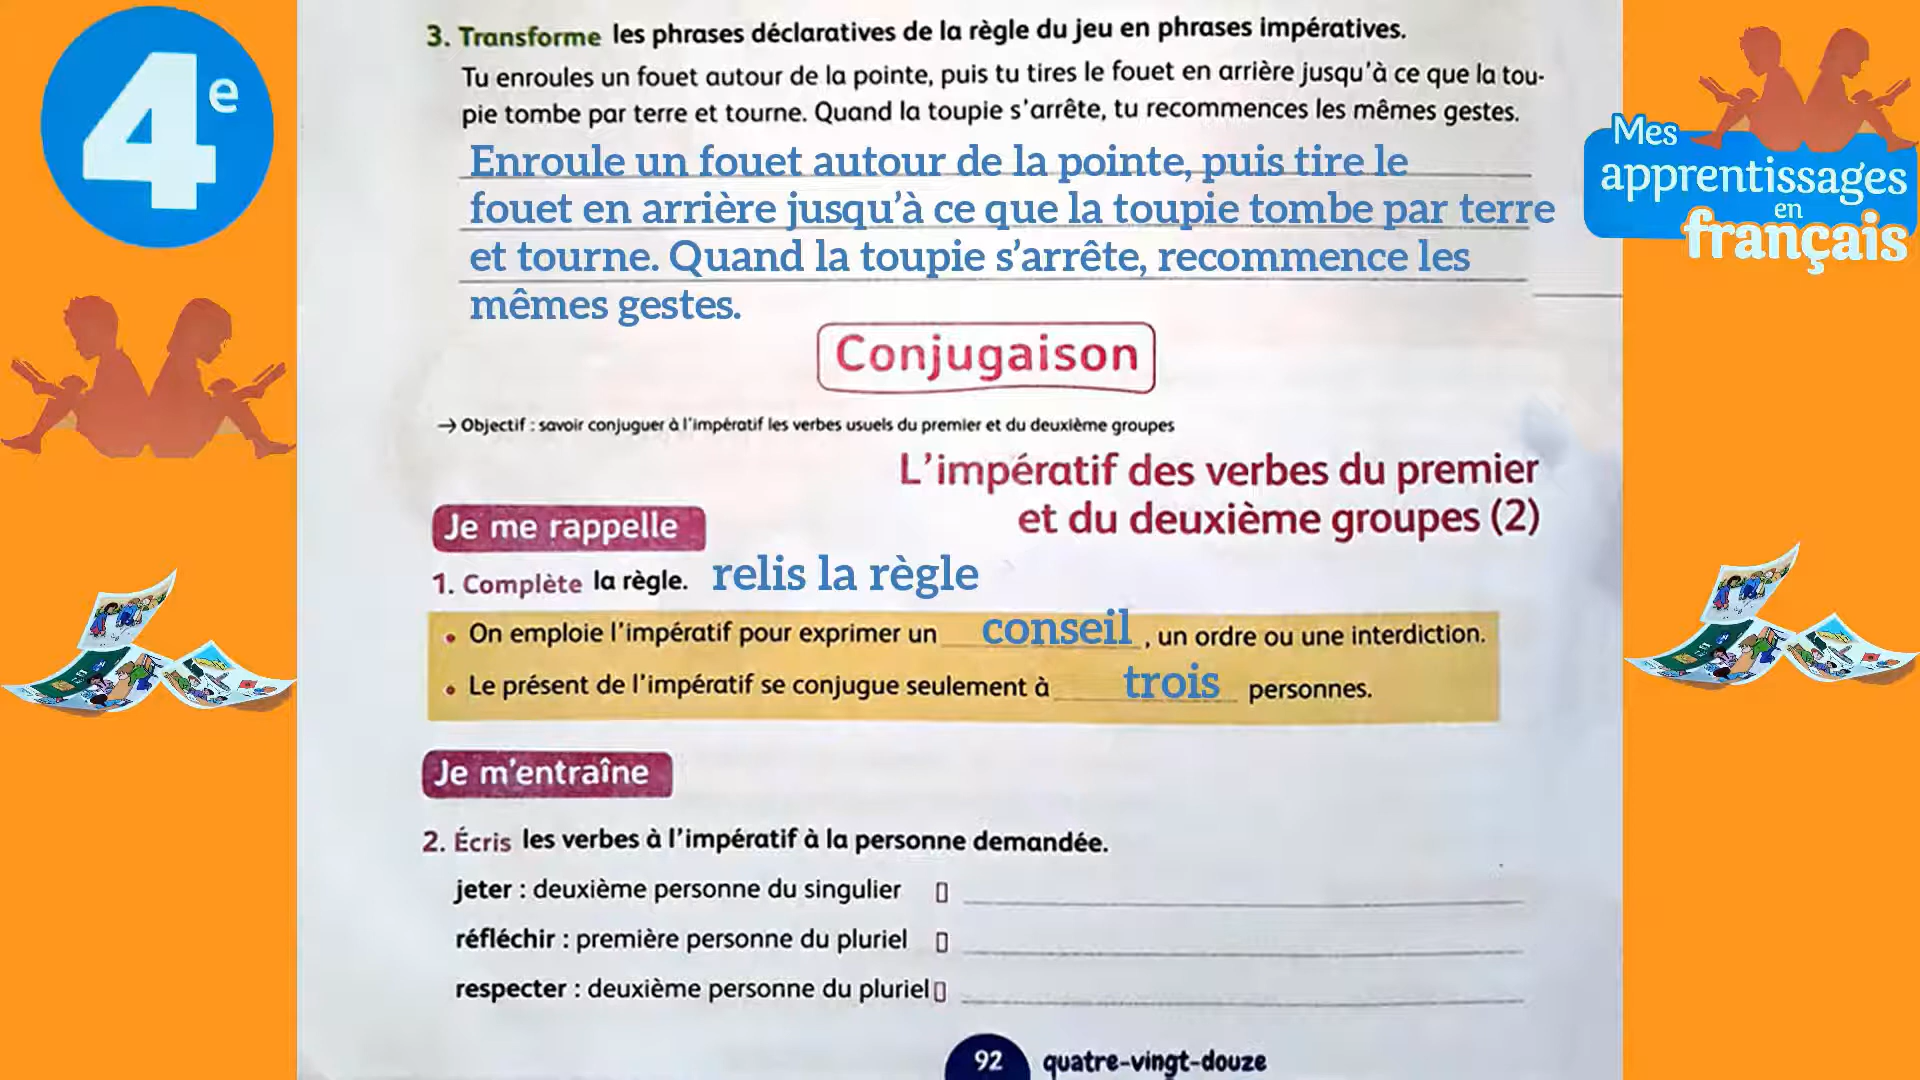 4e
3. Transforme les phrases déclaratives de la règle du jeu en phrases impératives.
Tu enroules un fouet autour de la pointe, puis tu tires le fouet en arrière jusqu'à ce que la tou-
pie tombe par terre et tourne. Quand la toupie s'arrête, tu recommences les mêmes gestes.
Enroule un fouet autour de la pointe, puis tire le
fouet en arrière jusqu'à ce que la toupie tombe par terre
et tourne. Quand la toupie s'arrête, recommence les
mêmes gestes.
Mes
apprentissages
en
français
Conjugaison
→ Objectif : savoir conjuguer à l'impératif les verbes usuels du premier et du deuxième groupes
L'impératif des verbes du premier
et du deuxième groupes (2)
Je me rappelle
1. Complète la règle. relis la règle
• On emploie l'impératif pour exprimer un conseil, un ordre ou une interdiction.
• Le présent de l'impératif se conjugue seulement à trois personnes.
Je m'entraîne
2. Écris les verbes à l'impératif à la personne demandée.
jeter : deuxième personne du singulier
réfléchir : première personne du pluriel
respecter : deuxième personne du pluriel
92 quatre-vingt-douze